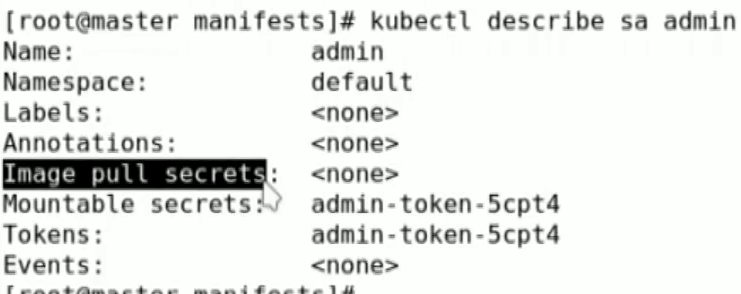 [root@master manifests]# kubectl describe sa admin
Name:                admin
Namespace:           default
Labels:              <none>
Annotations:         <none>
Image pull secrets:  <none>
Mountable secrets:   admin-token-5cpt4
Tokens:              admin-token-5cpt4
Events:              <none>
[root@master manifests]#